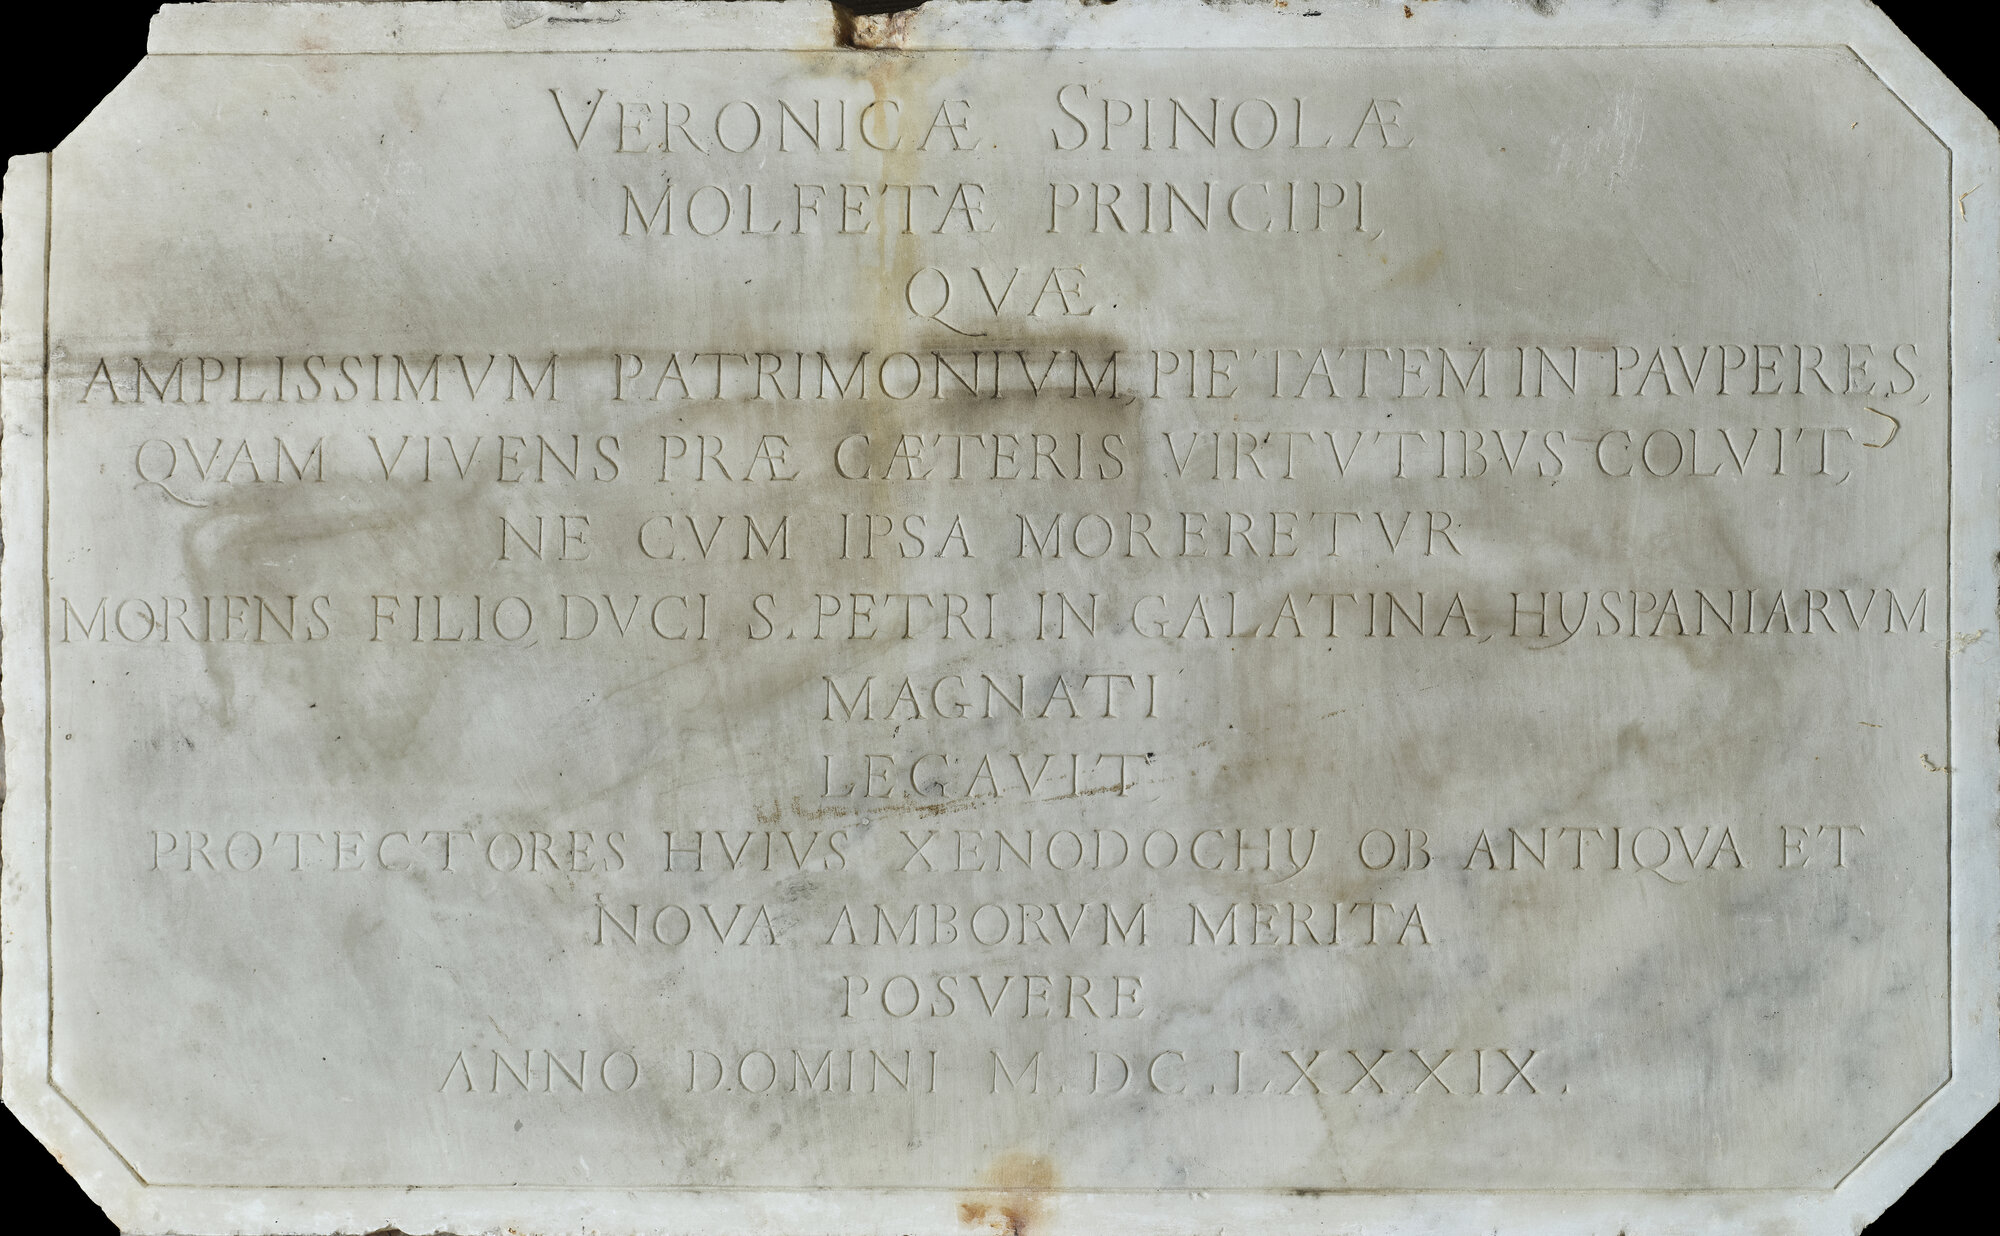 VERONICÆ SPINOLÆ
MOLFETÆ PRINCIPI,
QVÆ
AMPLISSIMVM PATRIMONIVM, PIETATEM IN PAVPERES,
QVAM VIVENS PRÆ CÆTERIS VIRTVTIBVS COLVIT,
NE CVM IPSA MORERETVR
MORIENS FILIO, DVCI S. PETRI IN GALATINA, HYSPANIARVM
MAGNATI
LEGAVIT,
PROTECTORES HVIVS XENODOCHY OB ANTIQVA ET
NOVA AMBORVM MERITA
POSVERE
ANNO DOMINI M. DC. LXXXIX.